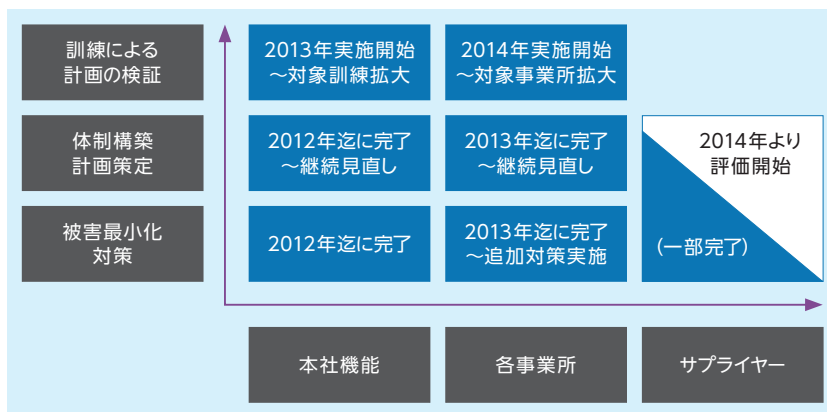 訓練による
計画の検証
2013年実施開始
～対象訓練拡大
2014年実施開始
～対象事業所拡大
体制構築
計画策定
2012年迄に完了
～継続見直し
2013年迄に完了
～継続見直し
2014年より
評価開始
被害最小化
対策
2012年迄に完了
2013年迄に完了
～追加対策実施
(一部完了)
本社機能
各事業所
サプライヤー